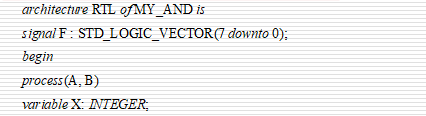 architecture RTL of MY_AND is
signal F : STD_LOGIC_VECTOR(7 downto 0);
begin
process(A, B)
variable X: INTEGER;